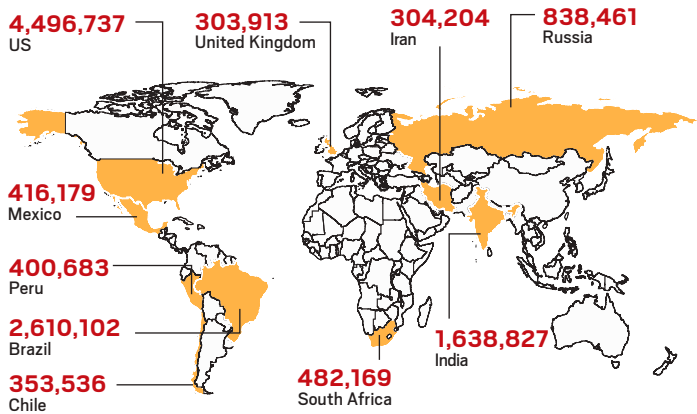 4,496,737
US
303,913
United Kingdom
304,204
Iran
838,461
Russia
416,179
Mexico
400,683
Peru
2,610,102
Brazil
353,536
Chile
482,169
South Africa
1,638,827
India